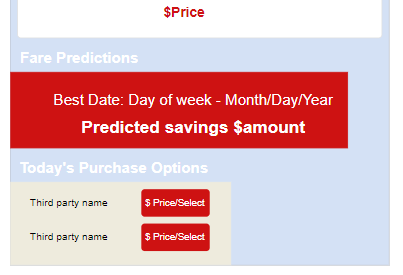 $Price
Fare Predictions
Best Date: Day of week - Month/Day/Year
Predicted savings $amount
Today's Purchase Options
Third party name
$ Price/Select
Third party name
$ Price/Select